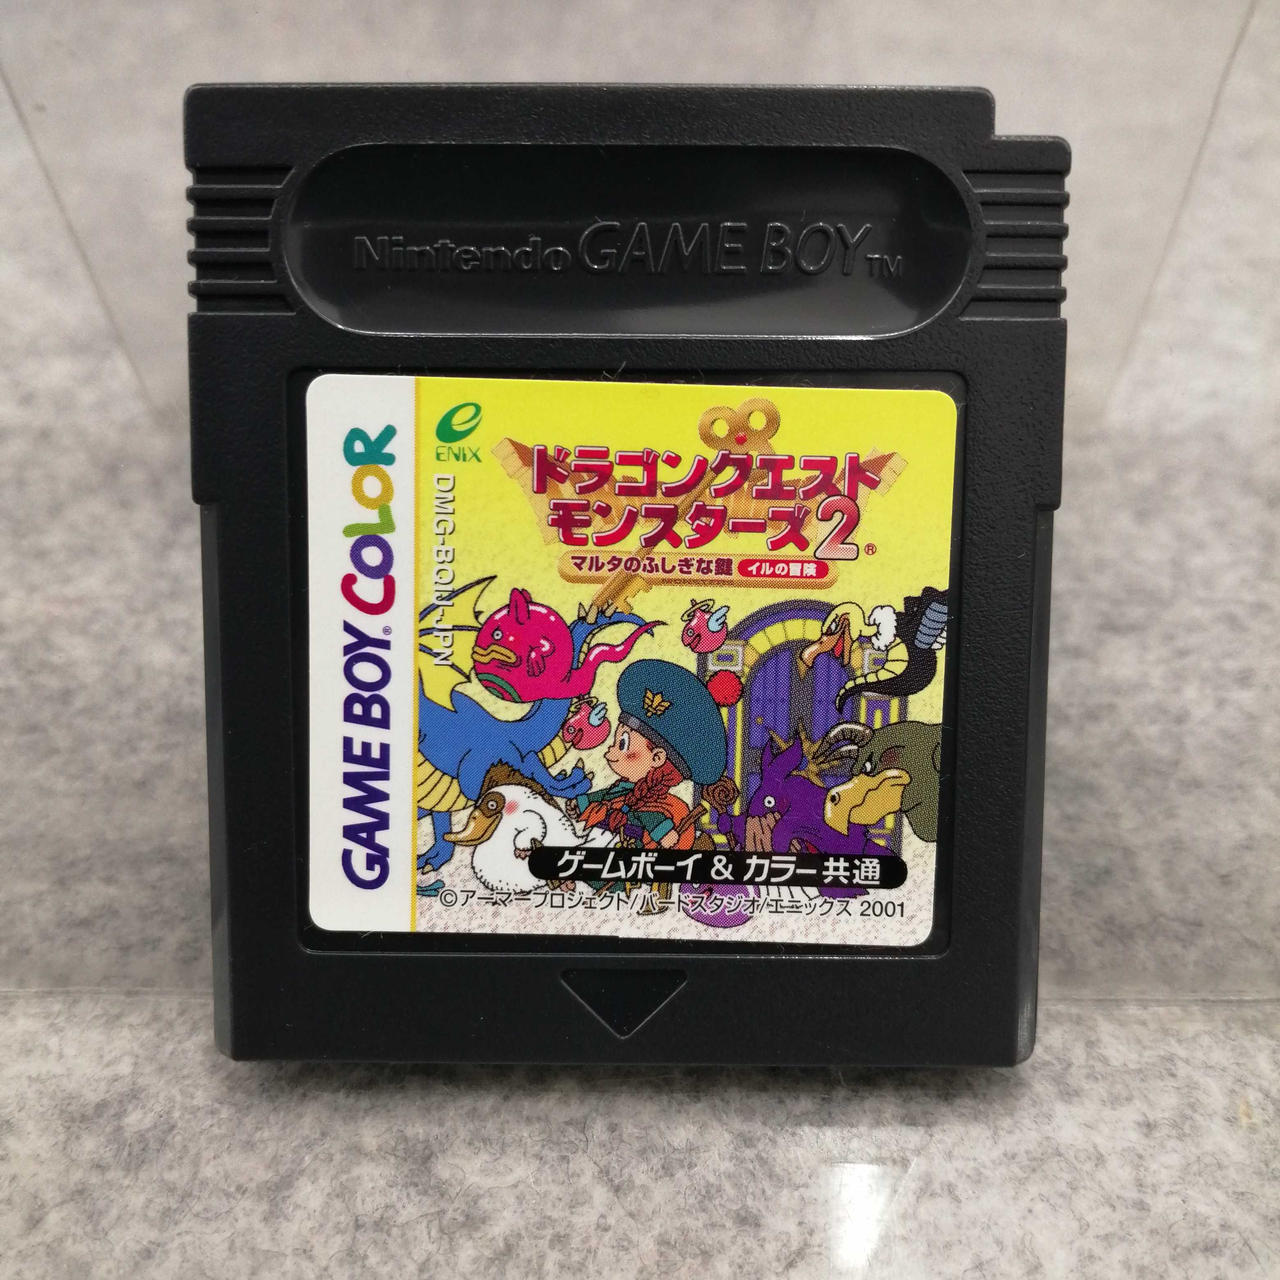 Nintendo GAME BOY TM
GAME BOY® COLOR
ENIX
DMG-BQIJ-JPN
ドラゴンクエスト
モンスターズ2®
マルタのふしぎな鍵 イルの冒険
ゲームボーイ & カラー共通
©アーマープロジェクト/バードスタジオ/エニックス 2001